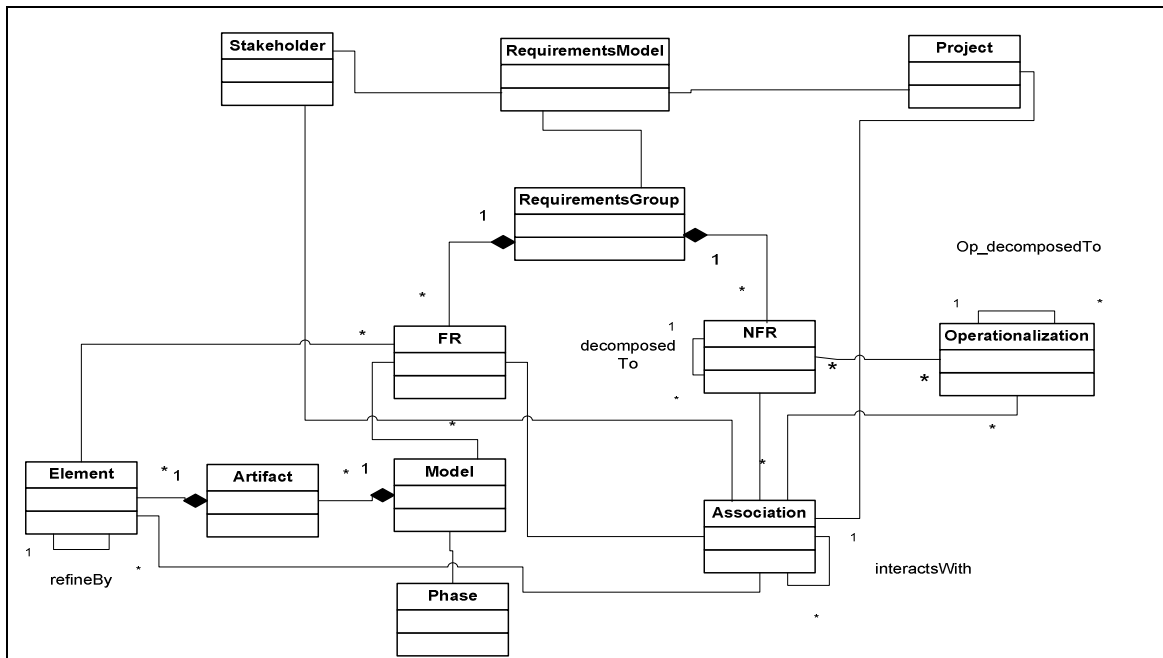 Stakeholder
RequirementsModel
Project
RequirementsGroup
1
1
Op_decomposedTo
*
*
1
*
*
1
FR
NFR
Operationalization
decomposed
To
*
*
*
*
*
Element
*
1
Artifact
*
1
Model
*
Association
1
1
refineBy
*
interactsWith
Phase
*